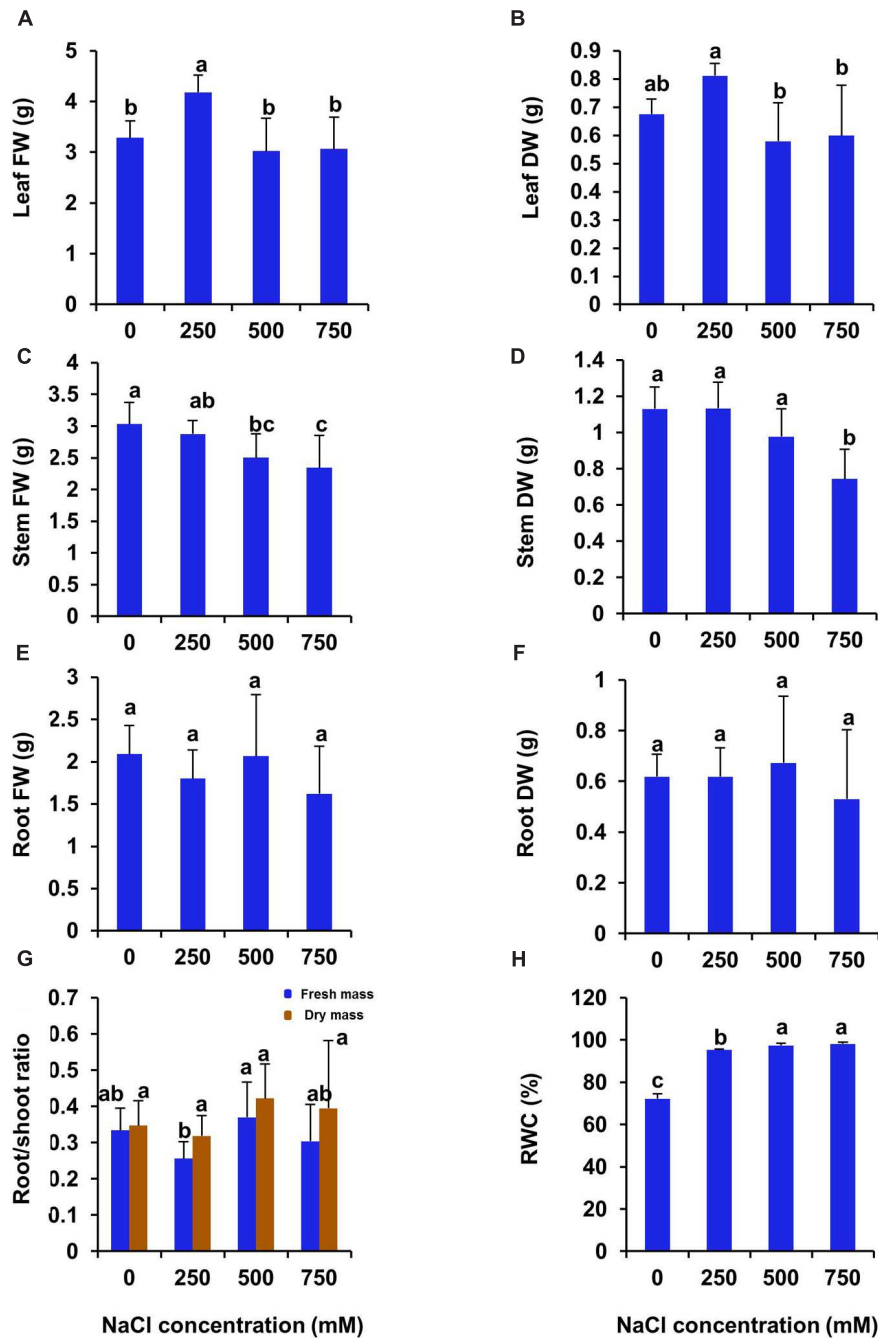 A
Leaf FW (g)
5
4
3
2
1
0
b
a
b
b
0 250 500 750
B
Leaf DW (g)
0.9
0.8
0.7
0.6
0.5
0.4
0.3
0.2
0.1
0
ab
a
b
b
0 250 500 750
C
Stem FW (g)
4
3.5
3
2.5
2
1.5
1
0.5
0
a
ab
bc
c
0 250 500 750
D
Stem DW (g)
1.4
1.2
1
0.8
0.6
0.4
0.2
0
a
a
a
b
0 250 500 750
E
Root FW (g)
3
2.5
2
1.5
1
0.5
0
a
a
a
a
0 250 500 750
F
Root DW (g)
1
0.8
0.6
0.4
0.2
0
a
a
a
a
0 250 500 750
G
Root/shoot ratio
0.7
0.6
0.5
0.4
0.3
0.2
0.1
0
Fresh mass
Dry mass
ab a
b a
a a
ab a
0 250 500 750
NaCl concentration (mM)
H
RWC (%)
120
100
80
60
40
20
0
c
b
a
a
0 250 500 750
NaCl concentration (mM)